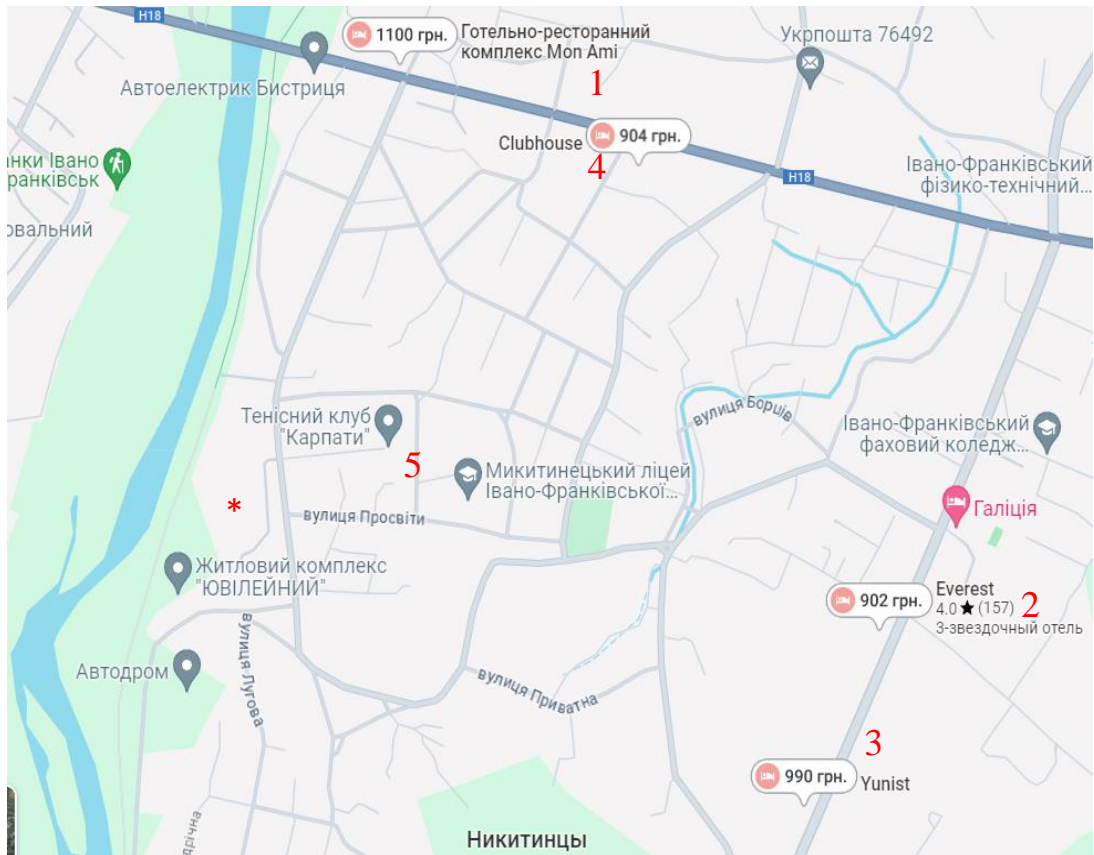 H18
1100 грн.
Готельно-ресторанний
комплекс Mon Ami
Укрпошта 76492
Автоелектрик Бистриця
1
Clubhouse
904 грн.
4
H18
Івано-Франківський
фізико-технічний...
анки Івано
ранківськ
овальний
вулиця Борців
Тенісний клуб
"Карпати"
5
Івано-Франківський
фаховий коледж...
Микитинецький ліцей
Івано-Франківської...
*
вулиця Просвіти
Галіція
Житловий комплекс
"ЮВІЛЕЙНИЙ"
902 грн.
Everest
4.0 ★ (157)
3-звездочный отель
2
вулиця Лугова
Автодром
вулиця Приватна
3
990 грн.
Yunist
дрічна
Никитинцы